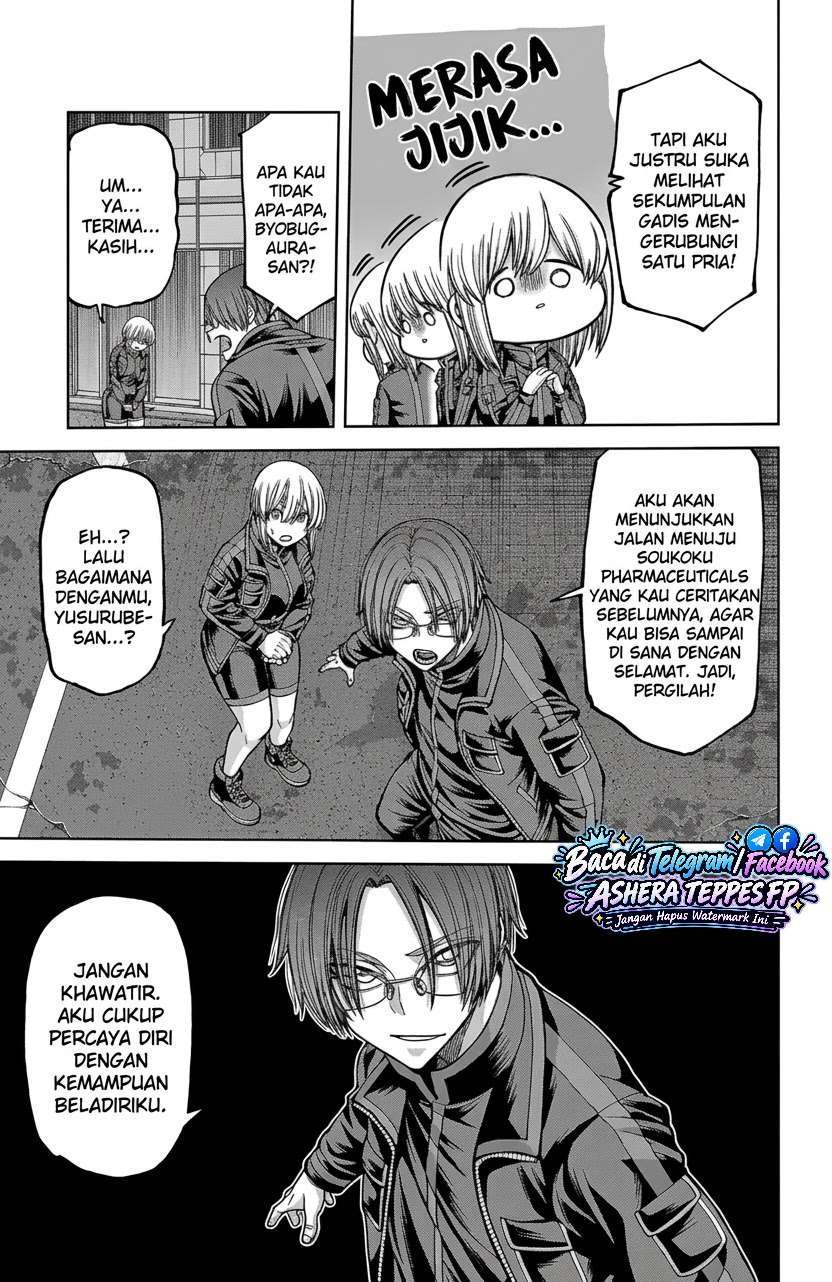 TAPI AKU
JUSTRU SUKA
MELIHAT
SEKUMPULAN
GADIS MEN-
GERUBUNGI
SATU PRIA!
MERASA
JIJIK...
APA KAU
TIDAK
APA-APA,
BYOBUG-
AURA-
SAN?!
UM...
YA...
TERIMA
KASIH...
AKU AKAN
MENUNJUKKAN
JALAN MENUJU
SOUKOKU
PHARMACEUTICALS
YANG KAU CERITAKAN
SEBELUMNYA, AGAR
KAU BISA SAMPAI
DI SANA DENGAN
SELAMAT. JADI,
PERGILAH!
EH...?
LALU
BAGAIMANA
DENGANMU,
YUSURUBE-
SAN...?
Baca di Telegram/Facebook
ASHERA TEPPES FP
Jangan Hapus Watermark Ini
JANGAN
KHAWATIR.
AKU CUKUP
PERCAYA DIRI
DENGAN
KEMAMPUAN
BELADIRIKU.